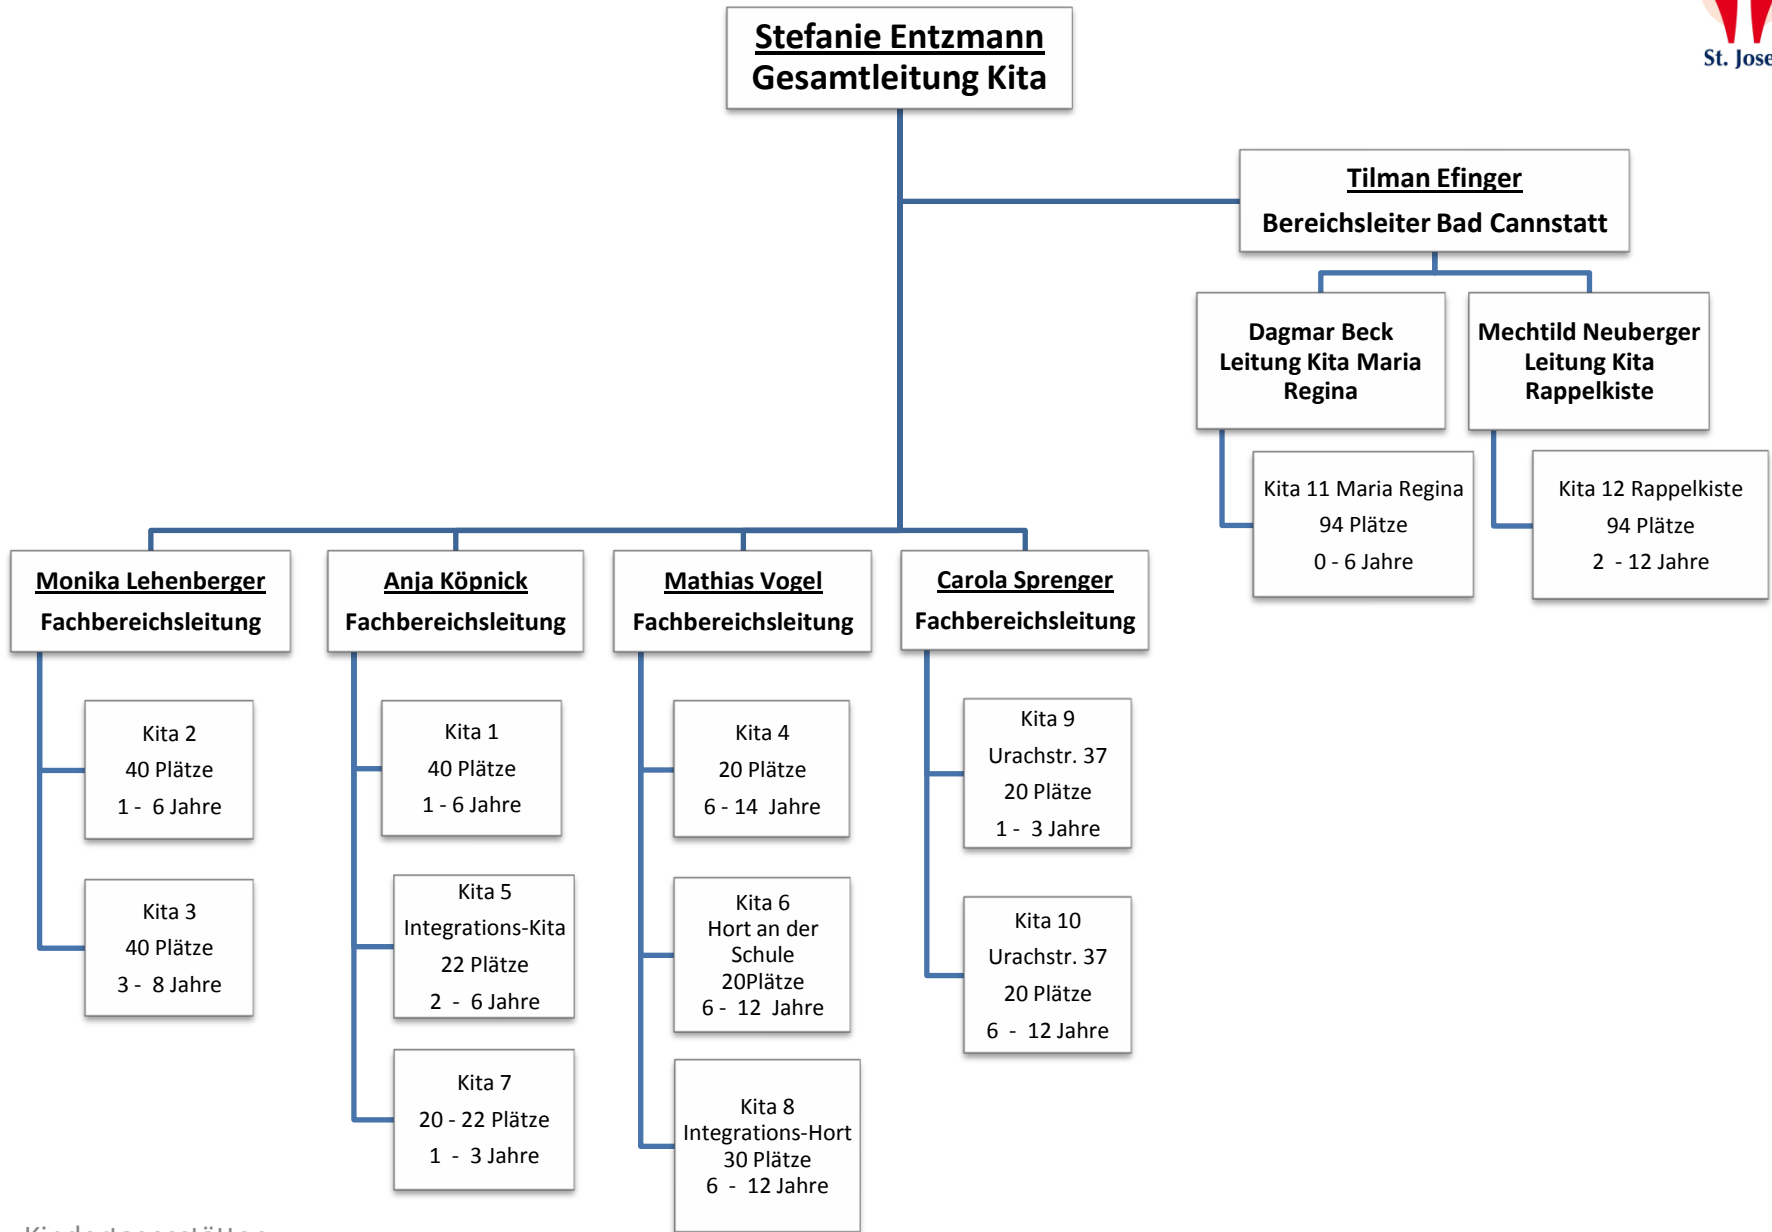 Stefanie Entzmann
Gesamtleitung Kita
St. Jose
Tilman Efinger
Bereichsleiter Bad Cannstatt
Dagmar Beck
Leitung Kita Maria
Regina
Mechtild Neuberger
Leitung Kita
Rappelkiste
Kita 11 Maria Regina
94 Plätze
0 - 6 Jahre
Kita 12 Rappelkiste
94 Plätze
2 - 12 Jahre
Monika Lehenberger
Fachbereichsleitung
Anja Köpnick
Fachbereichsleitung
Mathias Vogel
Fachbereichsleitung
Carola Sprenger
Fachbereichsleitung
Kita 2
40 Plätze
1 - 6 Jahre
Kita 3
40 Plätze
3 - 8 Jahre
Kita 1
40 Plätze
1 - 6 Jahre
Kita 5
Integrations-Kita
22 Plätze
2 - 6 Jahre
Kita 7
20 - 22 Plätze
1 - 3 Jahre
Kita 4
20 Plätze
6 - 14 Jahre
Kita 6
Hort an der
Schule
20Plätze
6 - 12 Jahre
Kita 8
Integrations-Hort
30 Plätze
6 - 12 Jahre
Kita 9
Urachstr. 37
20 Plätze
1 - 3 Jahre
Kita 10
Urachstr. 37
20 Plätze
6 - 12 Jahre